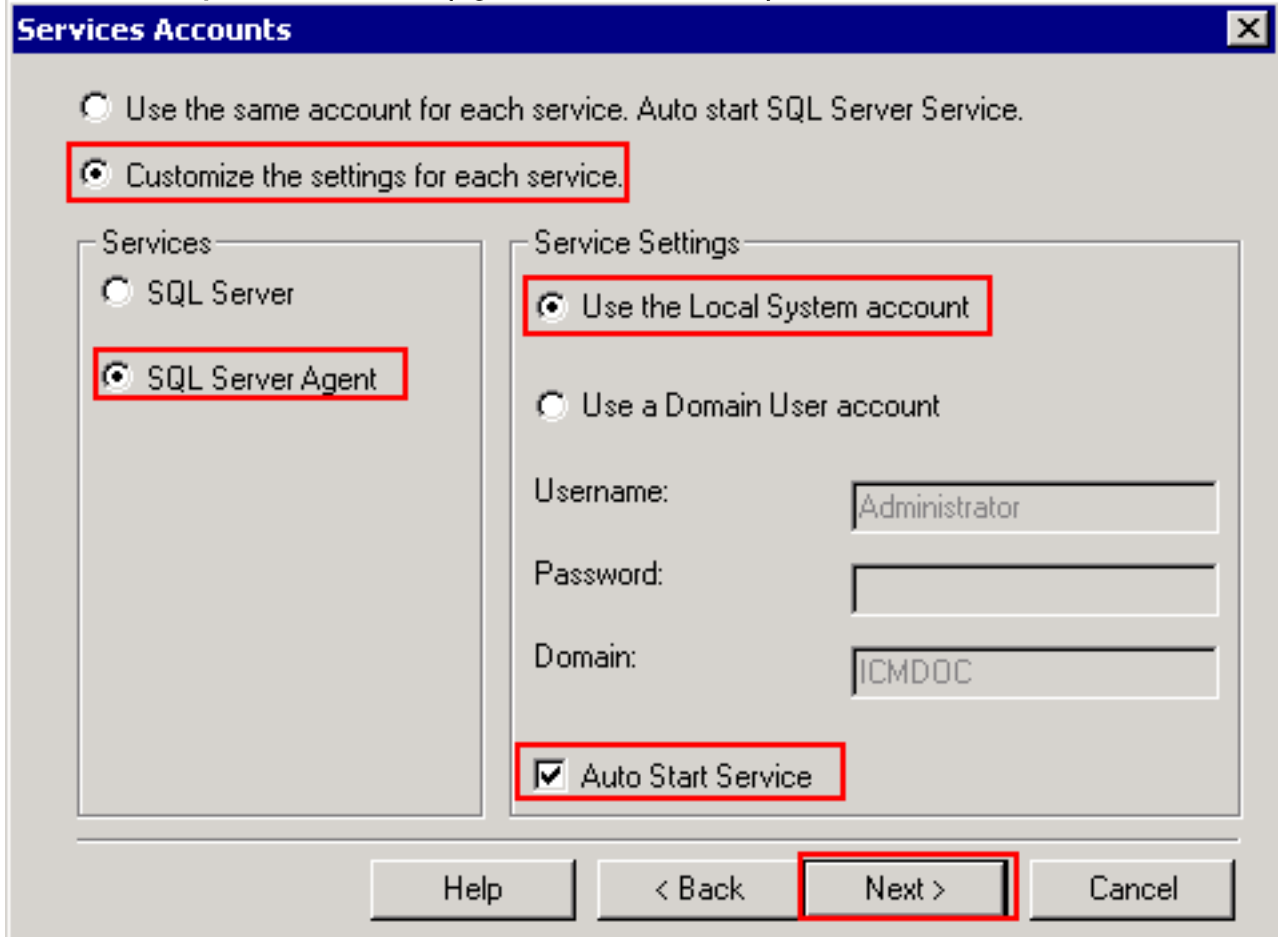 Services Accounts
Use the same account for each service. Auto start SQL Server Service.
Customize the settings for each service.
Services
SQL Server
SQL Server Agent
Service Settings
Use the Local System account
Use a Domain User account
Username:
Administrator
Password:
Domain:
ICMDOC
Auto Start Service
Help
< Back
Next >
Cancel